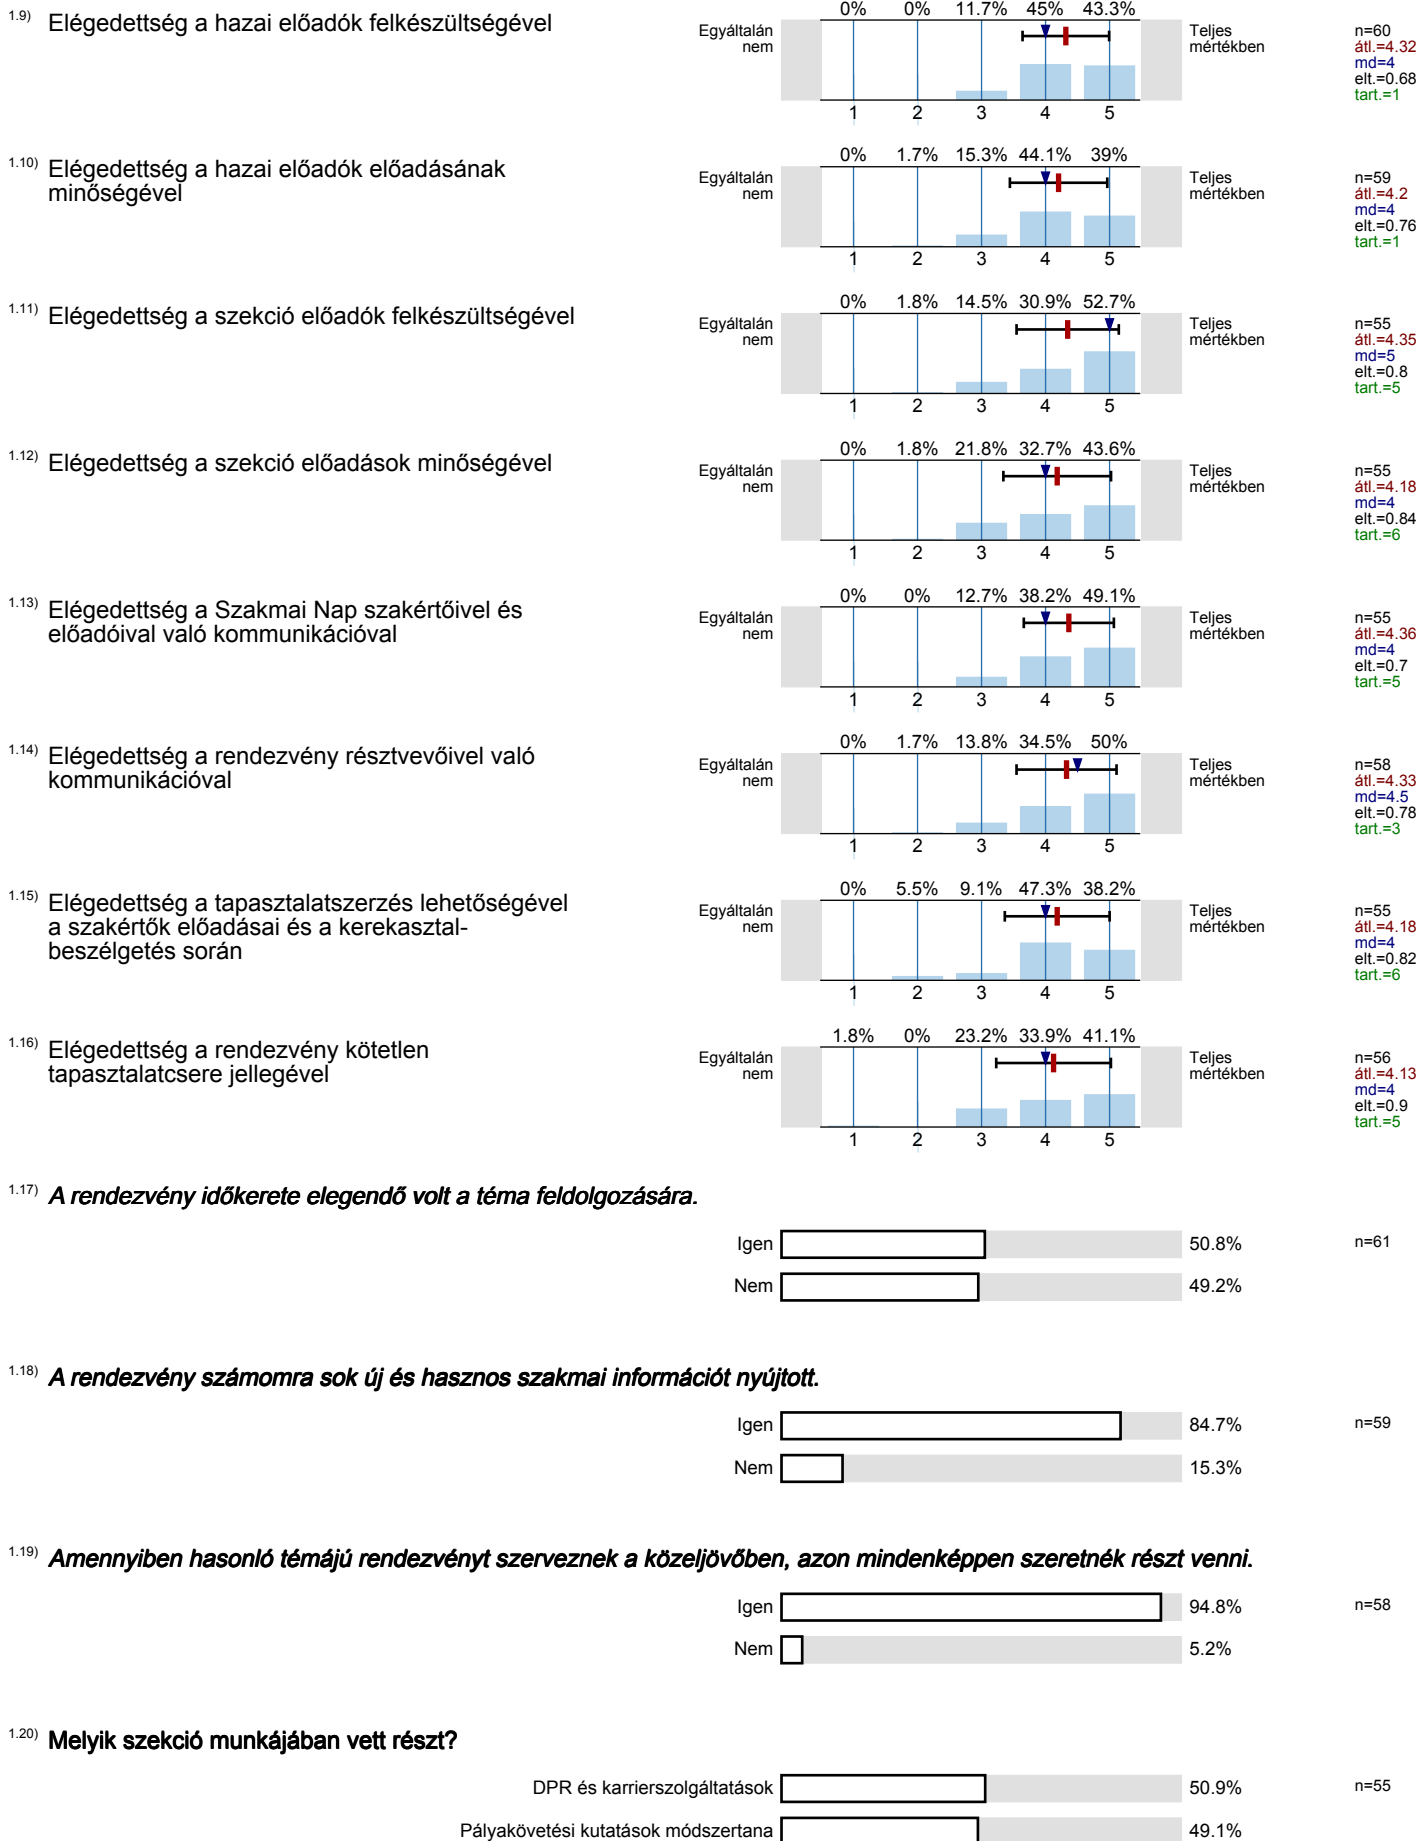 1.9) Elégedettség a hazai előadók felkészültségével
0% 0% 11.7% 45% 43.3%
Egyáltalán
nem
Teljes
mértékben
n=60
átl.=4.32
md=4
elt.=0.68
tart.=1
1 2 3 4 5
1.10) Elégedettség a hazai előadók előadásának
minőségével
0% 1.7% 15.3% 44.1% 39%
Egyáltalán
nem
Teljes
mértékben
n=59
átl.=4.2
md=4
elt.=0.76
tart.=1
1 2 3 4 5
1.11) Elégedettség a szekció előadók felkészültségével
0% 1.8% 14.5% 30.9% 52.7%
Egyáltalán
nem
Teljes
mértékben
n=55
átl.=4.35
md=5
elt.=0.8
tart.=5
1 2 3 4 5
1.12) Elégedettség a szekció előadások minőségével
0% 1.8% 21.8% 32.7% 43.6%
Egyáltalán
nem
Teljes
mértékben
n=55
átl.=4.18
md=4
elt.=0.84
tart.=6
1 2 3 4 5
1.13) Elégedettség a Szakmai Nap szakértőivel és
előadóival való kommunikációval
0% 0% 12.7% 38.2% 49.1%
Egyáltalán
nem
Teljes
mértékben
n=55
átl.=4.36
md=4
elt.=0.7
tart.=5
1 2 3 4 5
1.14) Elégedettség a rendezvény résztvevőivel való
kommunikációval
0% 1.7% 13.8% 34.5% 50%
Egyáltalán
nem
Teljes
mértékben
n=58
átl.=4.33
md=4.5
elt.=0.78
tart.=3
1 2 3 4 5
1.15) Elégedettség a tapasztalatszerzés lehetőségével
a szakértők előadásai és a kerekasztal-
beszélgetés során
0% 5.5% 9.1% 47.3% 38.2%
Egyáltalán
nem
Teljes
mértékben
n=55
átl.=4.18
md=4
elt.=0.82
tart.=6
1 2 3 4 5
1.16) Elégedettség a rendezvény kötetlen
tapasztalatcsere jellegével
1.8% 0% 23.2% 33.9% 41.1%
Egyáltalán
nem
Teljes
mértékben
n=56
átl.=4.13
md=4
elt.=0.9
tart.=5
1 2 3 4 5
1.17) A rendezvény időkerete elegendő volt a téma feldolgozására.
Igen 50.8% n=61
Nem 49.2%
1.18) A rendezvény számomra sok új és hasznos szakmai információt nyújtott.
Igen 84.7% n=59
Nem 15.3%
1.19) Amennyiben hasonló témájú rendezvényt szerveznek a közeljövőben, azon mindenképpen szeretnék részt venni.
Igen 94.8% n=58
Nem 5.2%
1.20) Melyik szekció munkájában vett részt?
DPR és karrierszolgáltatások 50.9% n=55
Pályakövetési kutatások módszertana 49.1%